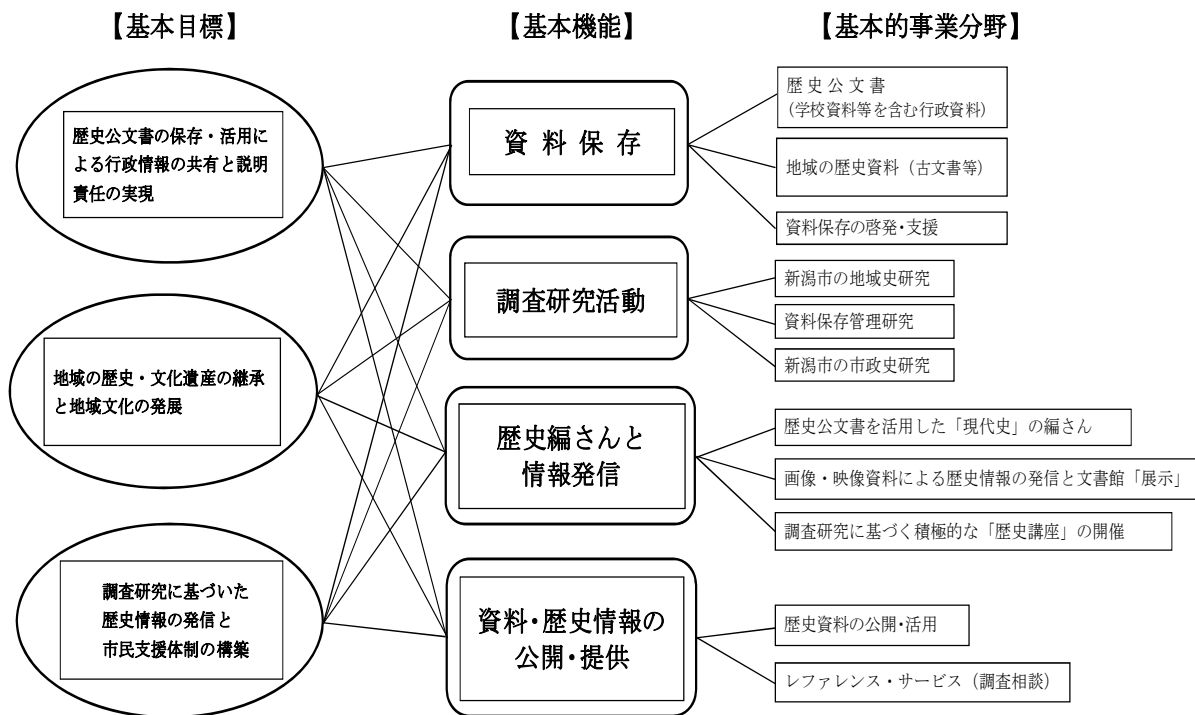 【基本目標】
【基本機能】
【基本的事業分野】
歴史公文書の保存・活用に
よる行政情報の共有と説明
責任の実現
地域の歴史・文化遺産の継承
と地域文化の発展
調査研究に基づいた
歴史情報の発信と
市民支援体制の構築
資料保存
調査研究活動
歴史編さんと
情報発信
資料・歴史情報の
公開・提供
歴史公文書
(学校資料等を含む行政資料)
地域の歴史資料（古文書等）
資料保存の啓発・支援
新潟市の地域史研究
資料保存管理研究
新潟市の市政史研究
歴史公文書を活用した「現代史」の編さん
画像・映像資料による歴史情報の発信と文書館「展示」
調査研究に基づく積極的な「歴史講座」の開催
歴史資料の公開・活用
レファレンス・サービス（調査相談）